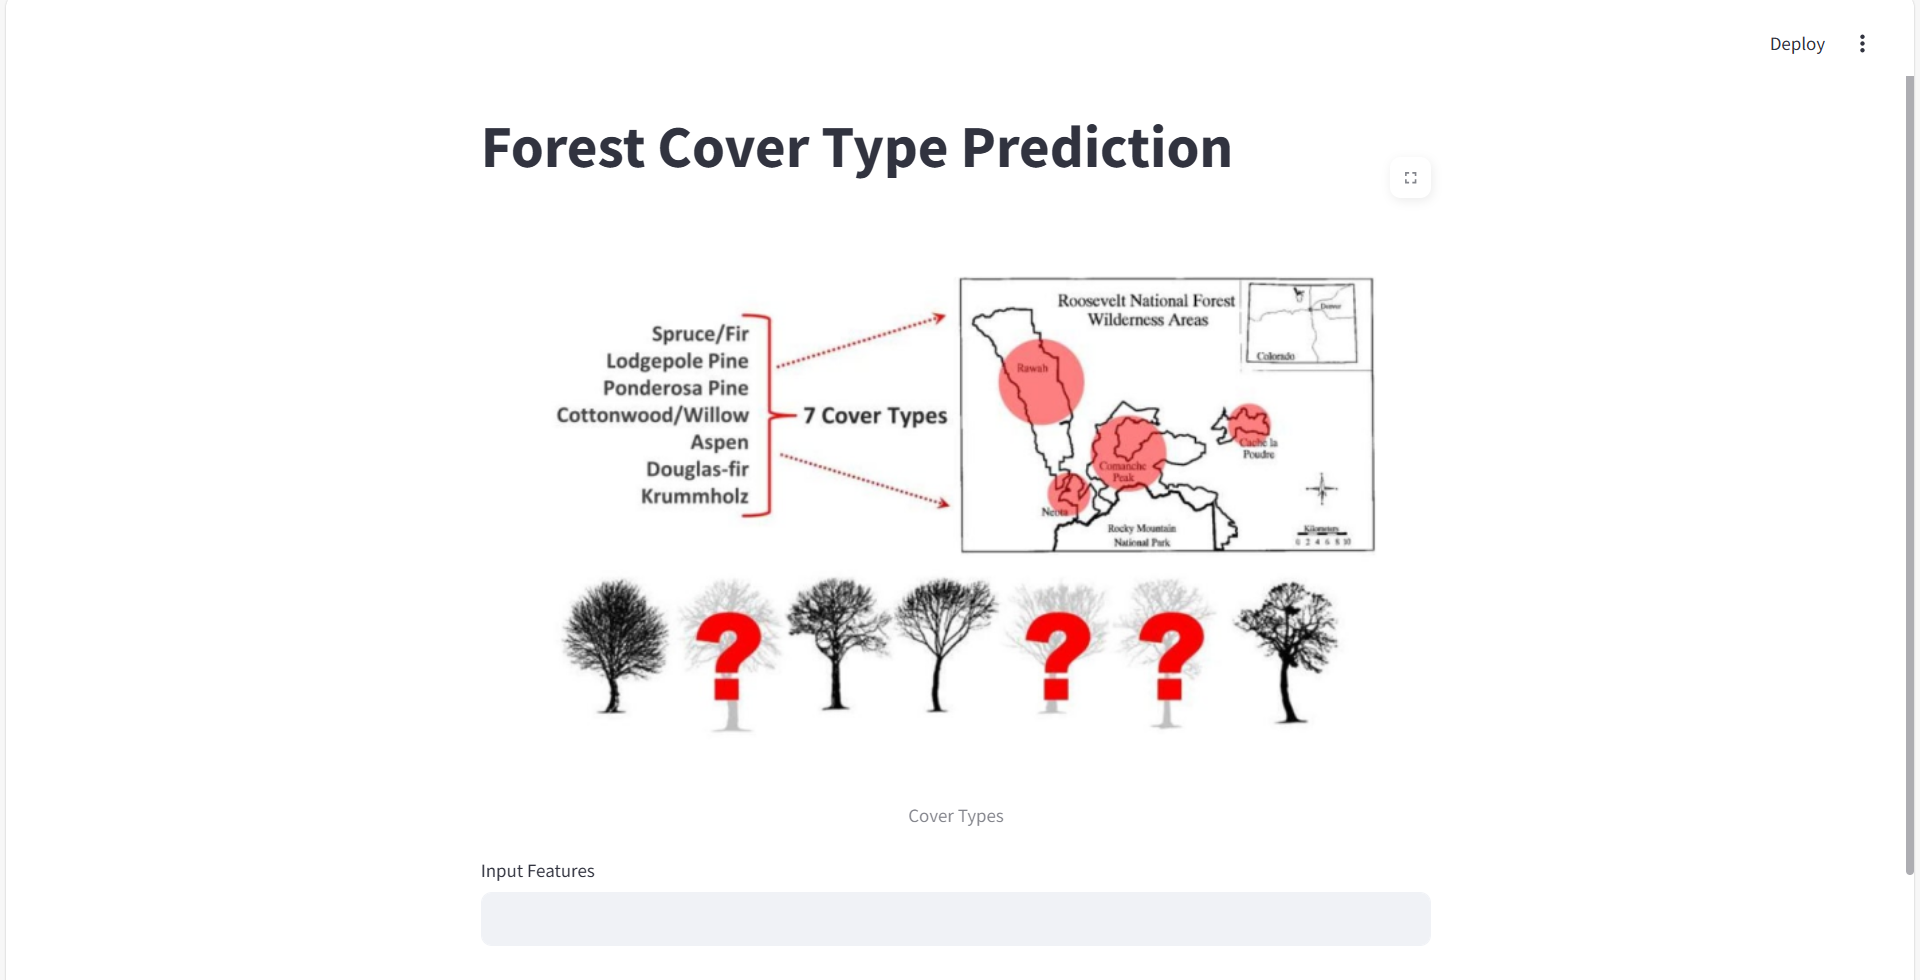 Deploy
Forest Cover Type Prediction
Spruce/Fir
Lodgepole Pine
Ponderosa Pine
Cottonwood/Willow
Aspen
Douglas-fir
Krummholz
7 Cover Types
Roosevelt National Forest
Wilderness Areas
Denver
Colorado
Rawah
Comanche
Peak
Cache la
Poudre
Neota
Rocky Mountain
National Park
Kilometers
0 2 4 6 8 10
? ? ?
Cover Types
Input Features